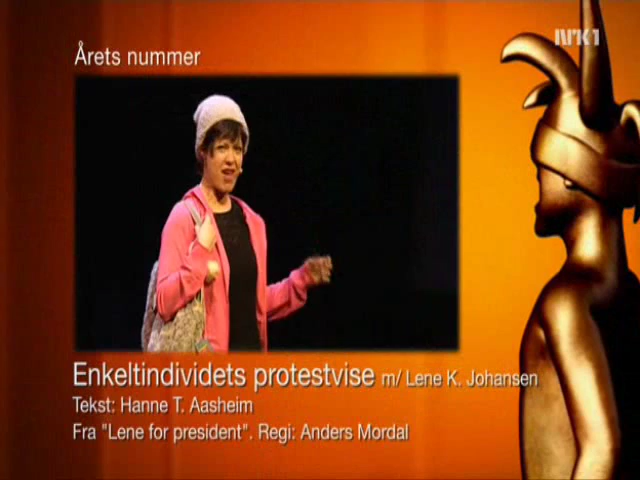 NRK1
Årets nummer
Enkeltindividets protestvise m/ Lene K. Johansen
Tekst: Hanne T. Aasheim
Fra "Lene for president". Regi: Anders Mordal